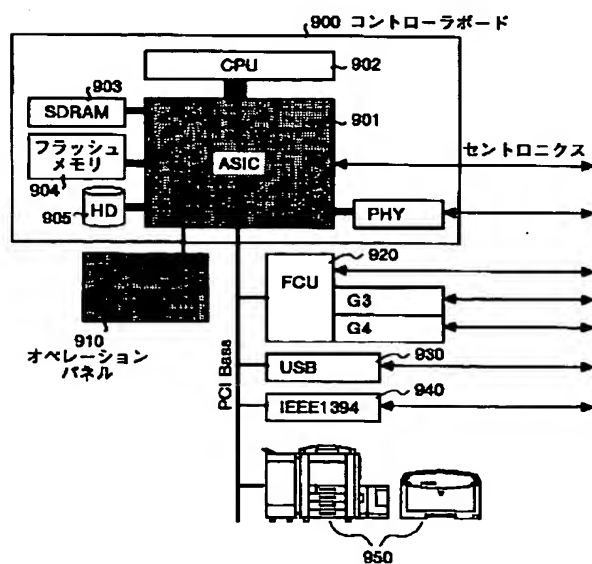 900 コントローラボード
CPU
902
903
SDRAM
901
フラッシュ
メモリ
904
ASIC
セントロニクス
905
HD
PHY
920
FCU
G3
G4
910
オペレーション
パネル
PCI Bass
USB
930
IEEE1394
940
950